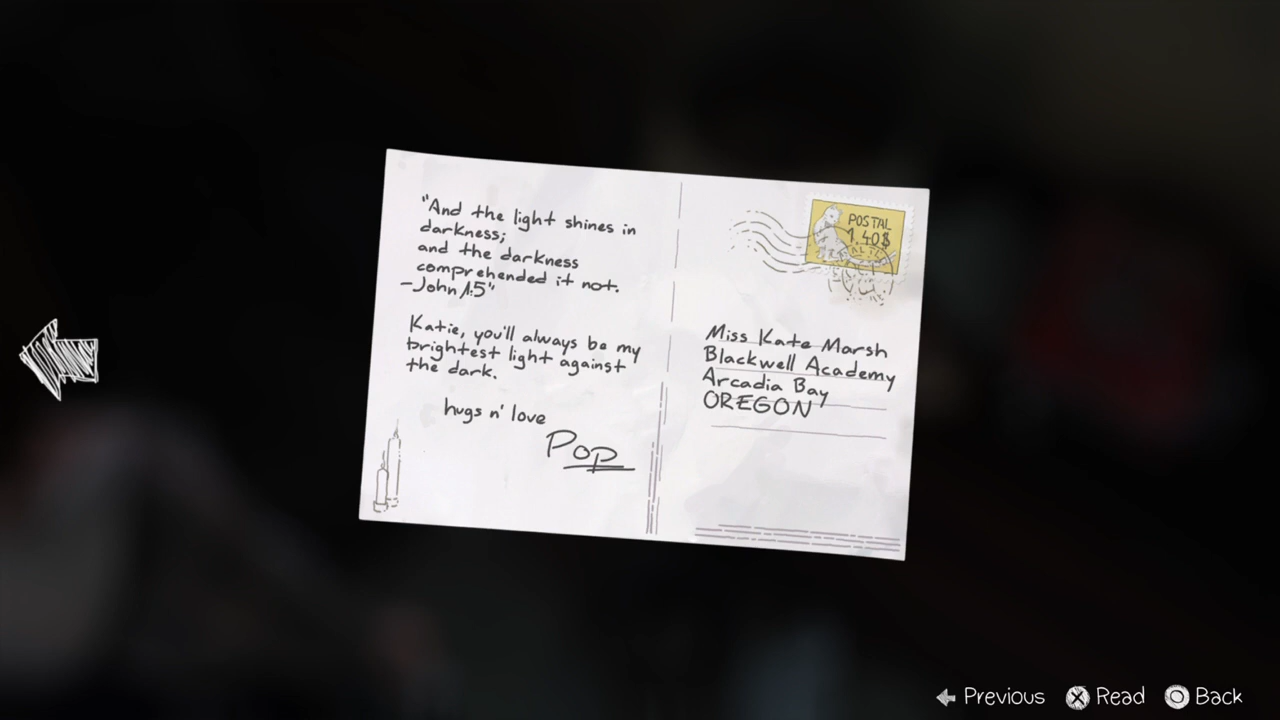 "And the light shines in
darkness;
and the darkness
comprehended it not.
-John 1:5"
Katie, you'll always be my
brightest light against
the dark.
hugs n' love
POP
POSTAL
1.40$
Miss Kate Marsh
Blackwell Academy
Arcadia Bay
OREGON
Previous
Read
Back